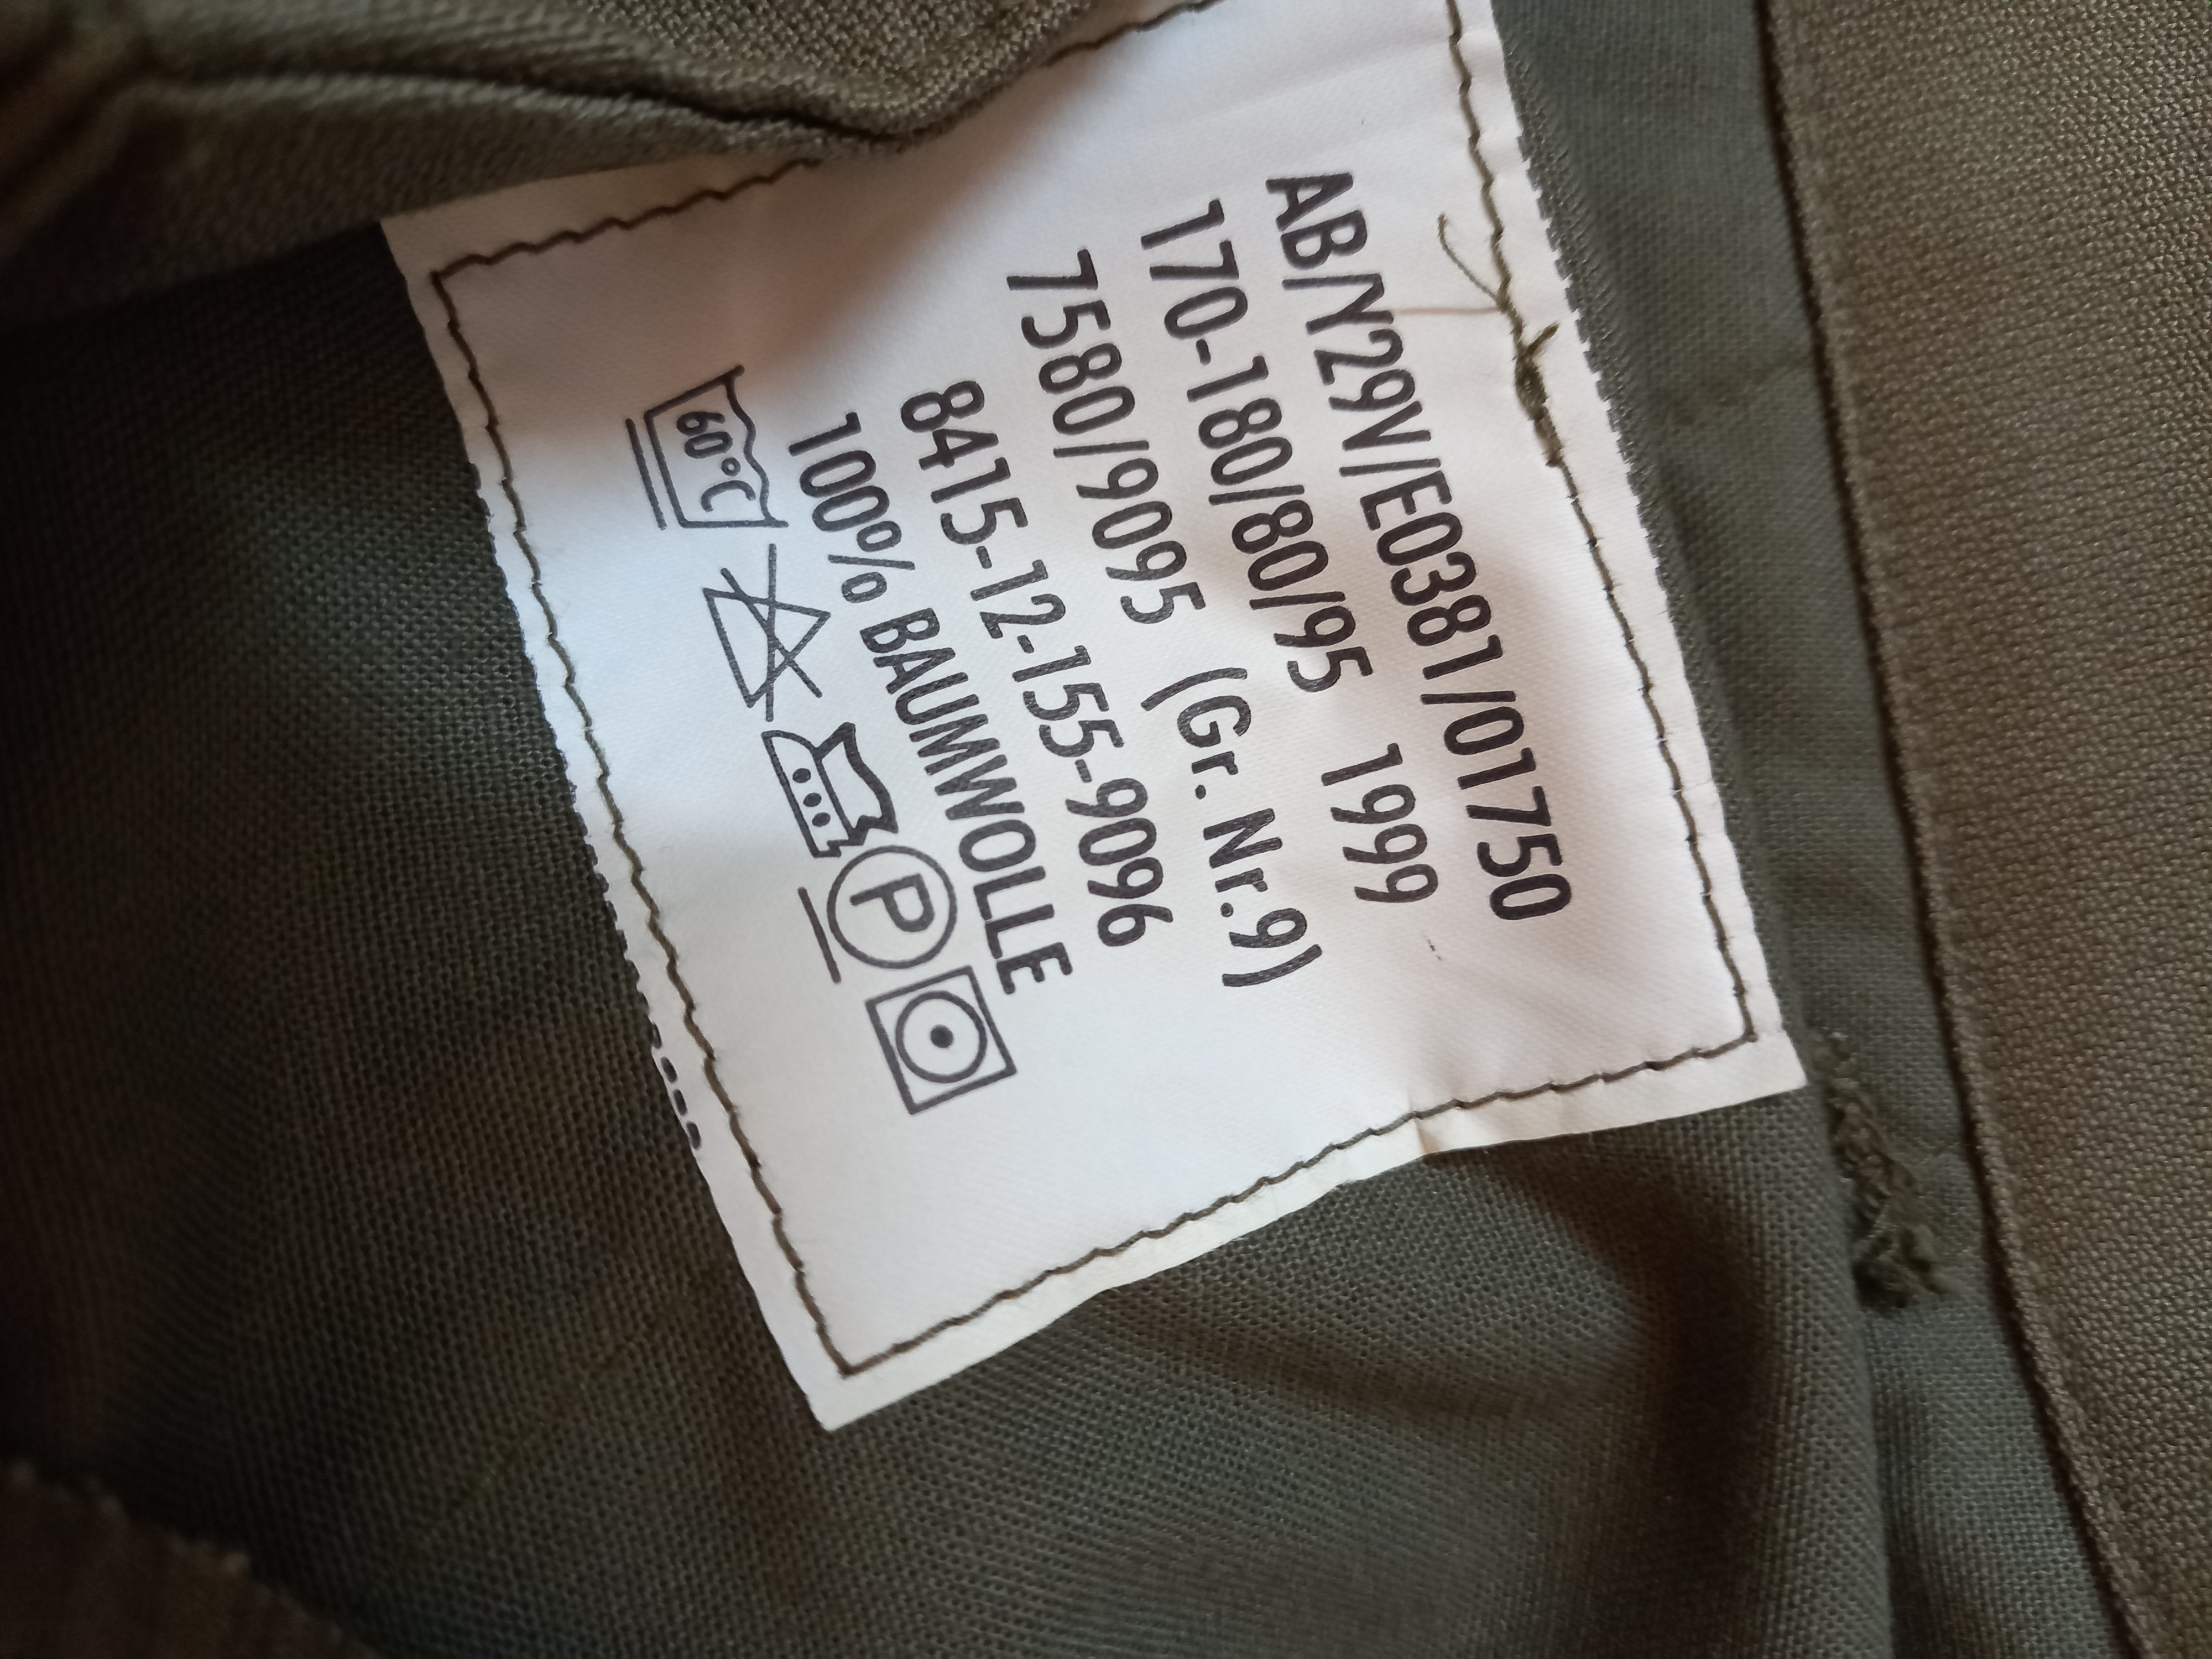 AB/Y29V/E0381/01750
170-180/80/95 1999
7580/9095 (Gr. Nr.9)
8415-12-155-9096
100% BAUMWOLLE
60°C P